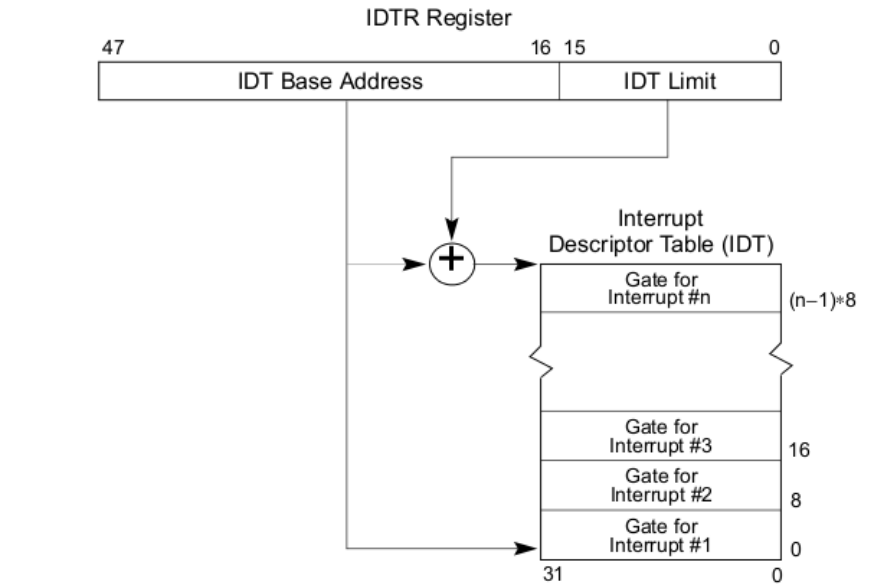 IDTR Register
47 16 15 0
IDT Base Address IDT Limit
+
Interrupt
Descriptor Table (IDT)
Gate for
Interrupt #n
(n−1)∗8
Gate for
Interrupt #3
16
Gate for
Interrupt #2
8
Gate for
Interrupt #1
0
31 0